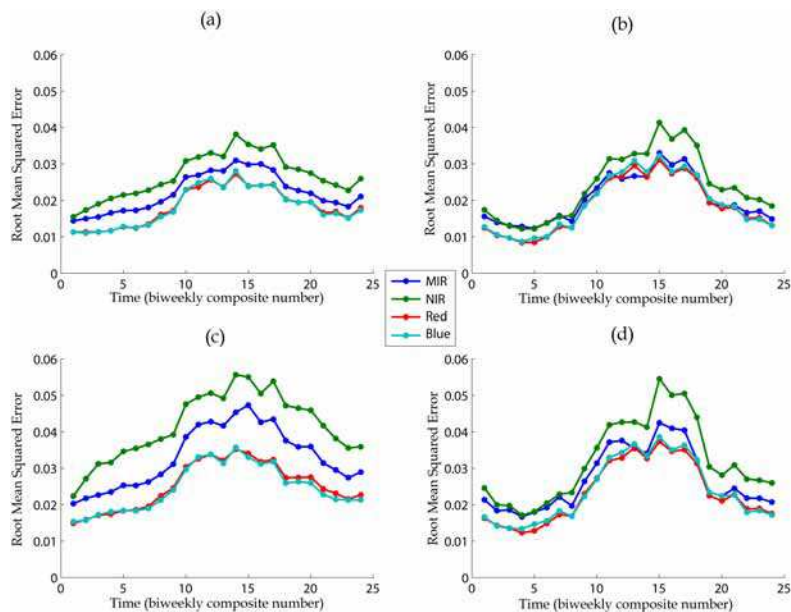 (a)
(b)
Root Mean Squared Error
0.06
0.05
0.04
0.03
0.02
0.01
0
0 5 10 15 20 25
Time (biweekly composite number)
Root Mean Squared Error
0.06
0.05
0.04
0.03
0.02
0.01
0
0 5 10 15 20 25
Time (biweekly composite number)
MIR
NIR
Red
Blue
(c)
(d)
Root Mean Squared Error
0.06
0.05
0.04
0.03
0.02
0.01
0
0 5 10 15 20 25
Time (biweekly composite number)
Root Mean Squared Error
0.06
0.05
0.04
0.03
0.02
0.01
0
0 5 10 15 20 25
Time (biweekly composite number)